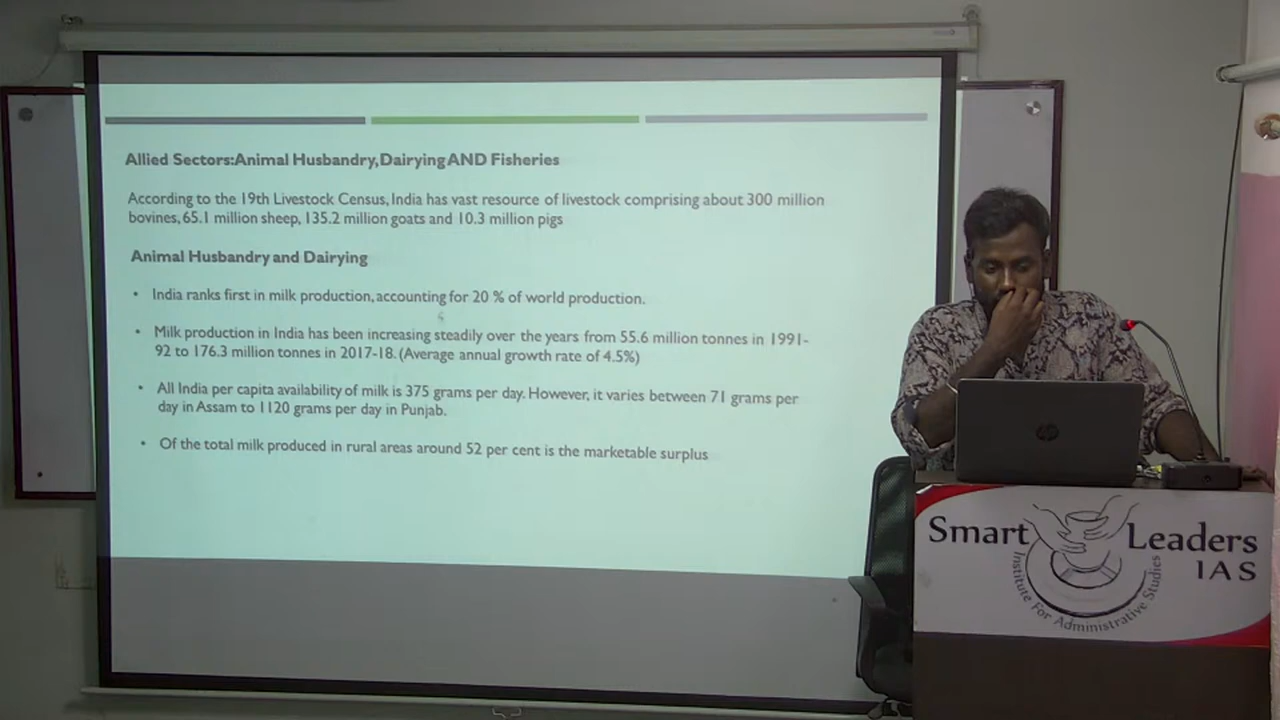 Allied Sectors:Animal Husbandry,Dairying AND Fisheries
According to the 19th Livestock Census, India has vast resource of livestock comprising about 300 million
bovines, 65.1 million sheep, 135.2 million goats and 10.3 million pigs
Animal Husbandry and Dairying
• India ranks first in milk production, accounting for 20 % of world production.
• Milk production in India has been increasing steadily over the years from 55.6 million tonnes in 1991-
92 to 176.3 million tonnes in 2017-18. (Average annual growth rate of 4.5%)
• All India per capita availability of milk is 375 grams per day. However, it varies between 71 grams per
day in Assam to 1120 grams per day in Punjab.
• Of the total milk produced in rural areas around 52 per cent is the marketable surplus
hp
Smart Leaders
IAS
Institute For Administrative Studies